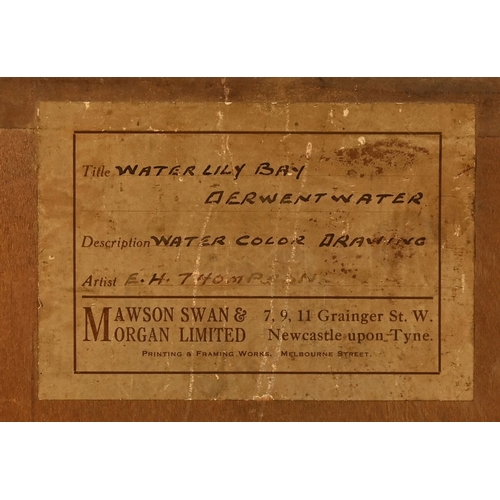 Title WATER LILY BAY
DERWENTWATER
Description WATER COLOR DRAWING
Artist E.H. THOMPSON
MAWSON SWAN & MORGAN LIMITED
7, 9, 11 Grainger St. W. Newcastle upon-Tyne.
PRINTING & FRAMING WORKS. MELBOURNE STREET.